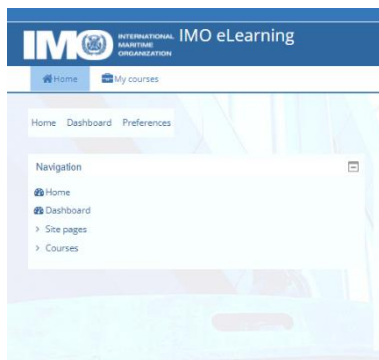 IMO INTERNATIONAL MARITIME ORGANIZATION IMO eLearning
Home My courses
Home Dashboard Preferences
Navigation
Home
Dashboard
Site pages
Courses